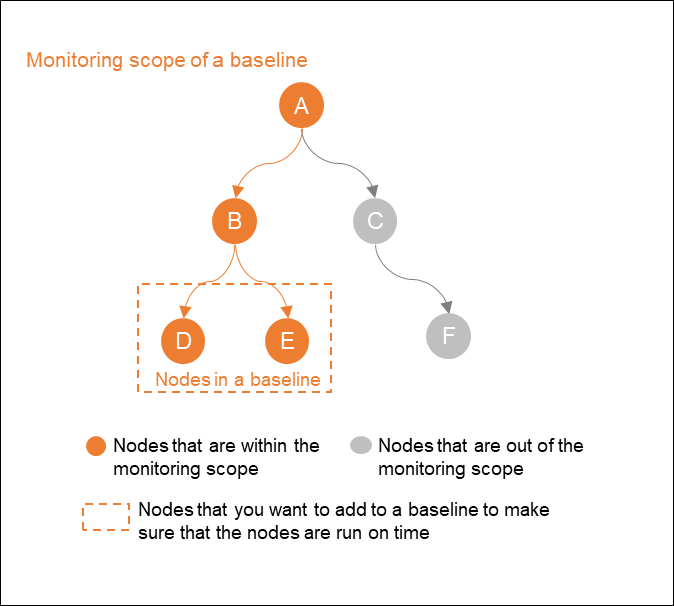 Monitoring scope of a baseline
A
B
C
D
E
F
Nodes in a baseline
Nodes that are within the
monitoring scope
Nodes that are out of the
monitoring scope
Nodes that you want to add to a baseline to make
sure that the nodes are run on time